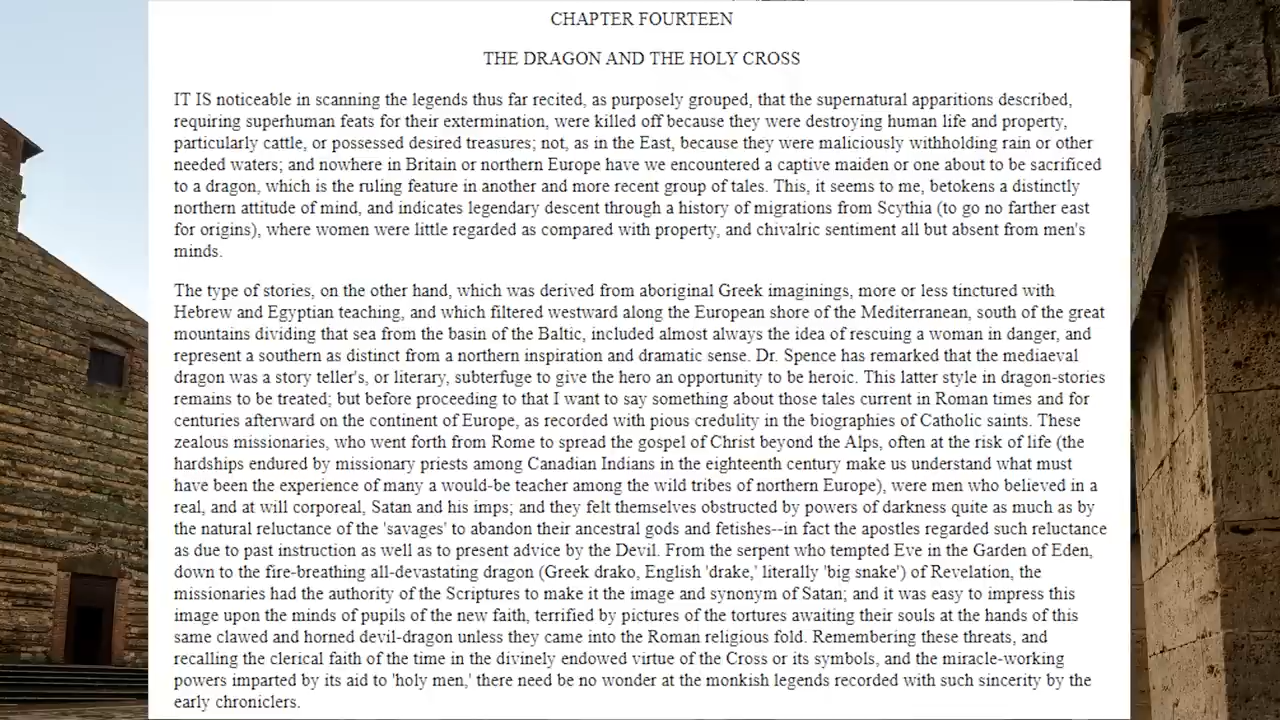 CHAPTER FOURTEEN
THE DRAGON AND THE HOLY CROSS
IT IS noticeable in scanning the legends thus far recited, as purposely grouped, that the supernatural apparitions described,
requiring superhuman feats for their extermination, were killed off because they were destroying human life and property,
particularly cattle, or possessed desired treasures; not, as in the East, because they were maliciously withholding rain or other
needed waters; and nowhere in Britain or northern Europe have we encountered a captive maiden or one about to be sacrificed
to a dragon, which is the ruling feature in another and more recent group of tales. This, it seems to me, betokens a distinctly
northern attitude of mind, and indicates legendary descent through a history of migrations from Scythia (to go no farther east
for origins), where women were little regarded as compared with property, and chivalric sentiment all but absent from men's
minds.
The type of stories, on the other hand, which was derived from aboriginal Greek imaginings, more or less tinctured with
Hebrew and Egyptian teaching, and which filtered westward along the European shore of the Mediterranean, south of the great
mountains dividing that sea from the basin of the Baltic, included almost always the idea of rescuing a woman in danger, and
represent a southern as distinct from a northern inspiration and dramatic sense. Dr. Spence has remarked that the mediaeval
dragon was a story teller's, or literary, subterfuge to give the hero an opportunity to be heroic. This latter style in dragon-stories
remains to be treated; but before proceeding to that I want to say something about those tales current in Roman times and for
centuries afterward on the continent of Europe, as recorded with pious credulity in the biographies of Catholic saints. These
zealous missionaries, who went forth from Rome to spread the gospel of Christ beyond the Alps, often at the risk of life (the
hardships endured by missionary priests among Canadian Indians in the eighteenth century make us understand what must
have been the experience of many a would-be teacher among the wild tribes of northern Europe), were men who believed in a
real, and at will corporeal, Satan and his imps; and they felt themselves obstructed by powers of darkness quite as much as by
the natural reluctance of the 'savages' to abandon their ancestral gods and fetishes--in fact the apostles regarded such reluctance
as due to past instruction as well as to present advice by the Devil. From the serpent who tempted Eve in the Garden of Eden,
down to the fire-breathing all-devastating dragon (Greek drako, English 'drake,' literally 'big snake') of Revelation, the
missionaries had the authority of the Scriptures to make it the image and synonym of Satan; and it was easy to impress this
image upon the minds of pupils of the new faith, terrified by pictures of the tortures awaiting their souls at the hands of this
same clawed and horned devil-dragon unless they came into the Roman religious fold. Remembering these threats, and
recalling the clerical faith of the time in the divinely endowed virtue of the Cross or its symbols, and the miracle-working
powers imparted by its aid to 'holy men,' there need be no wonder at the monkish legends recorded with such sincerity by the
early chroniclers.